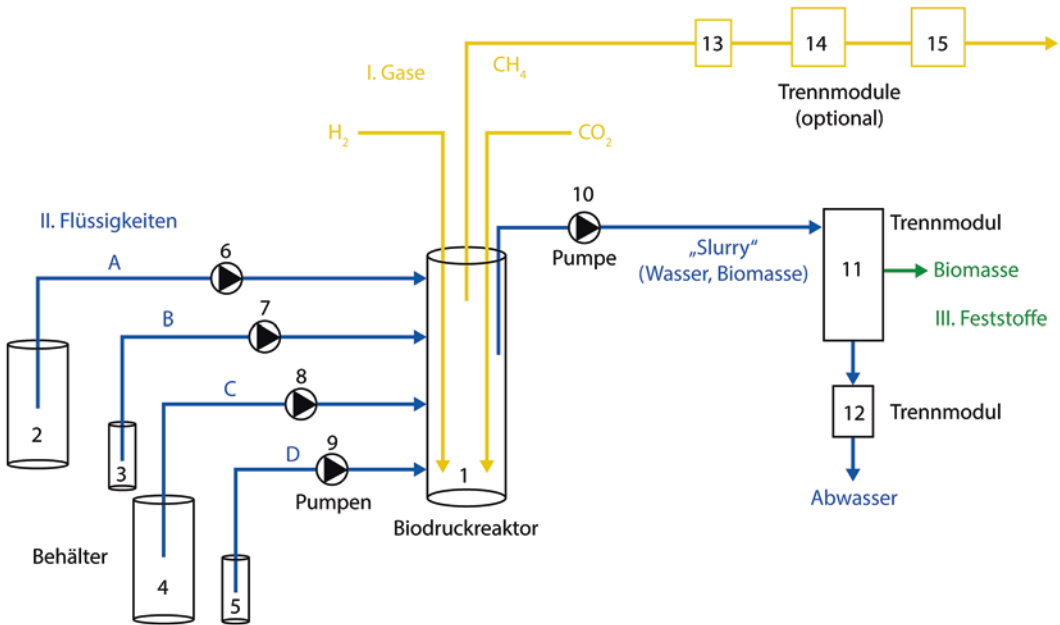 13
14
15
I. Gase
CH4
Trennmodule
(optional)
H2
CO2
10
II. Flüssigkeiten
6
A
Pumpe
„Slurry“
(Wasser, Biomasse)
Trennmodul
11
Biomasse
7
B
III. Feststoffe
8
C
2
12
Trennmodul
9
D
3
1
Pumpen
Abwasser
Biodruckreaktor
Behälter
4
5